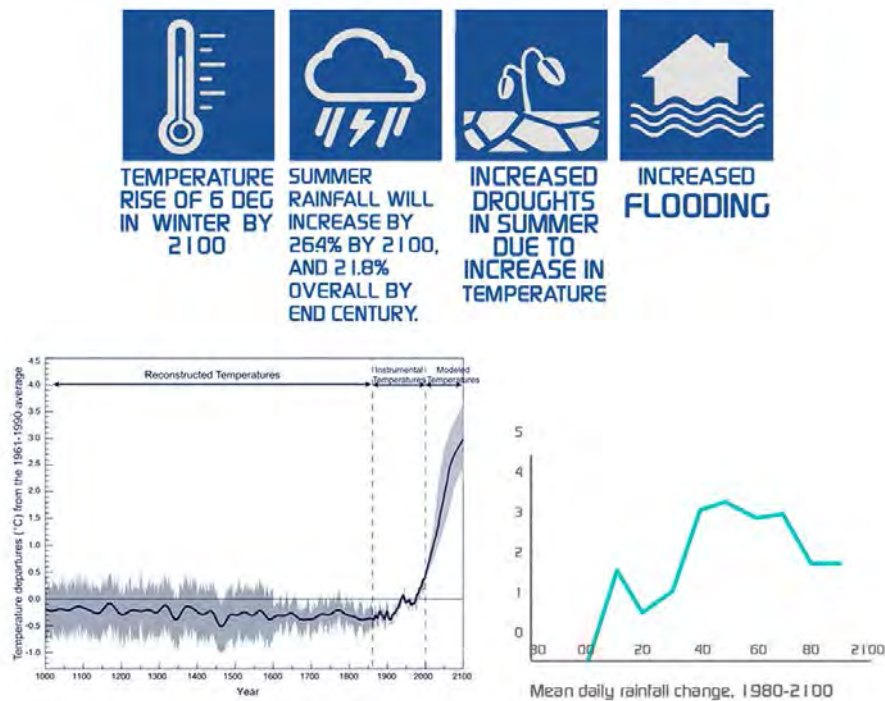 TEMPERATURE
RISE OF 6 DEG
IN WINTER BY
2100
SUMMER
RAINFALL WILL
INCREASE BY
264% BY 2100,
AND 21.8%
OVERALL BY
END CENTURY.
INCREASED
DROUGHTS
IN SUMMER
DUE TO
INCREASE IN
TEMPERATURE
INCREASED
FLOODING
Temperature departures (°C) from the 1961-1990 average
4.5
4.0
3.5
3.0
2.5
2.0
1.5
1.0
0.5
0.0
-0.5
-1.0
Reconstructed Temperatures
Instrumental
Temperatures
Modeled
Temperatures
1000 1100 1200 1300 1400 1500 1600 1700 1800 1900 2000 2100
Year
5
4
3
2
1
0
80 00 20 40 60 80 2100
Mean daily rainfall change, 1980-2100